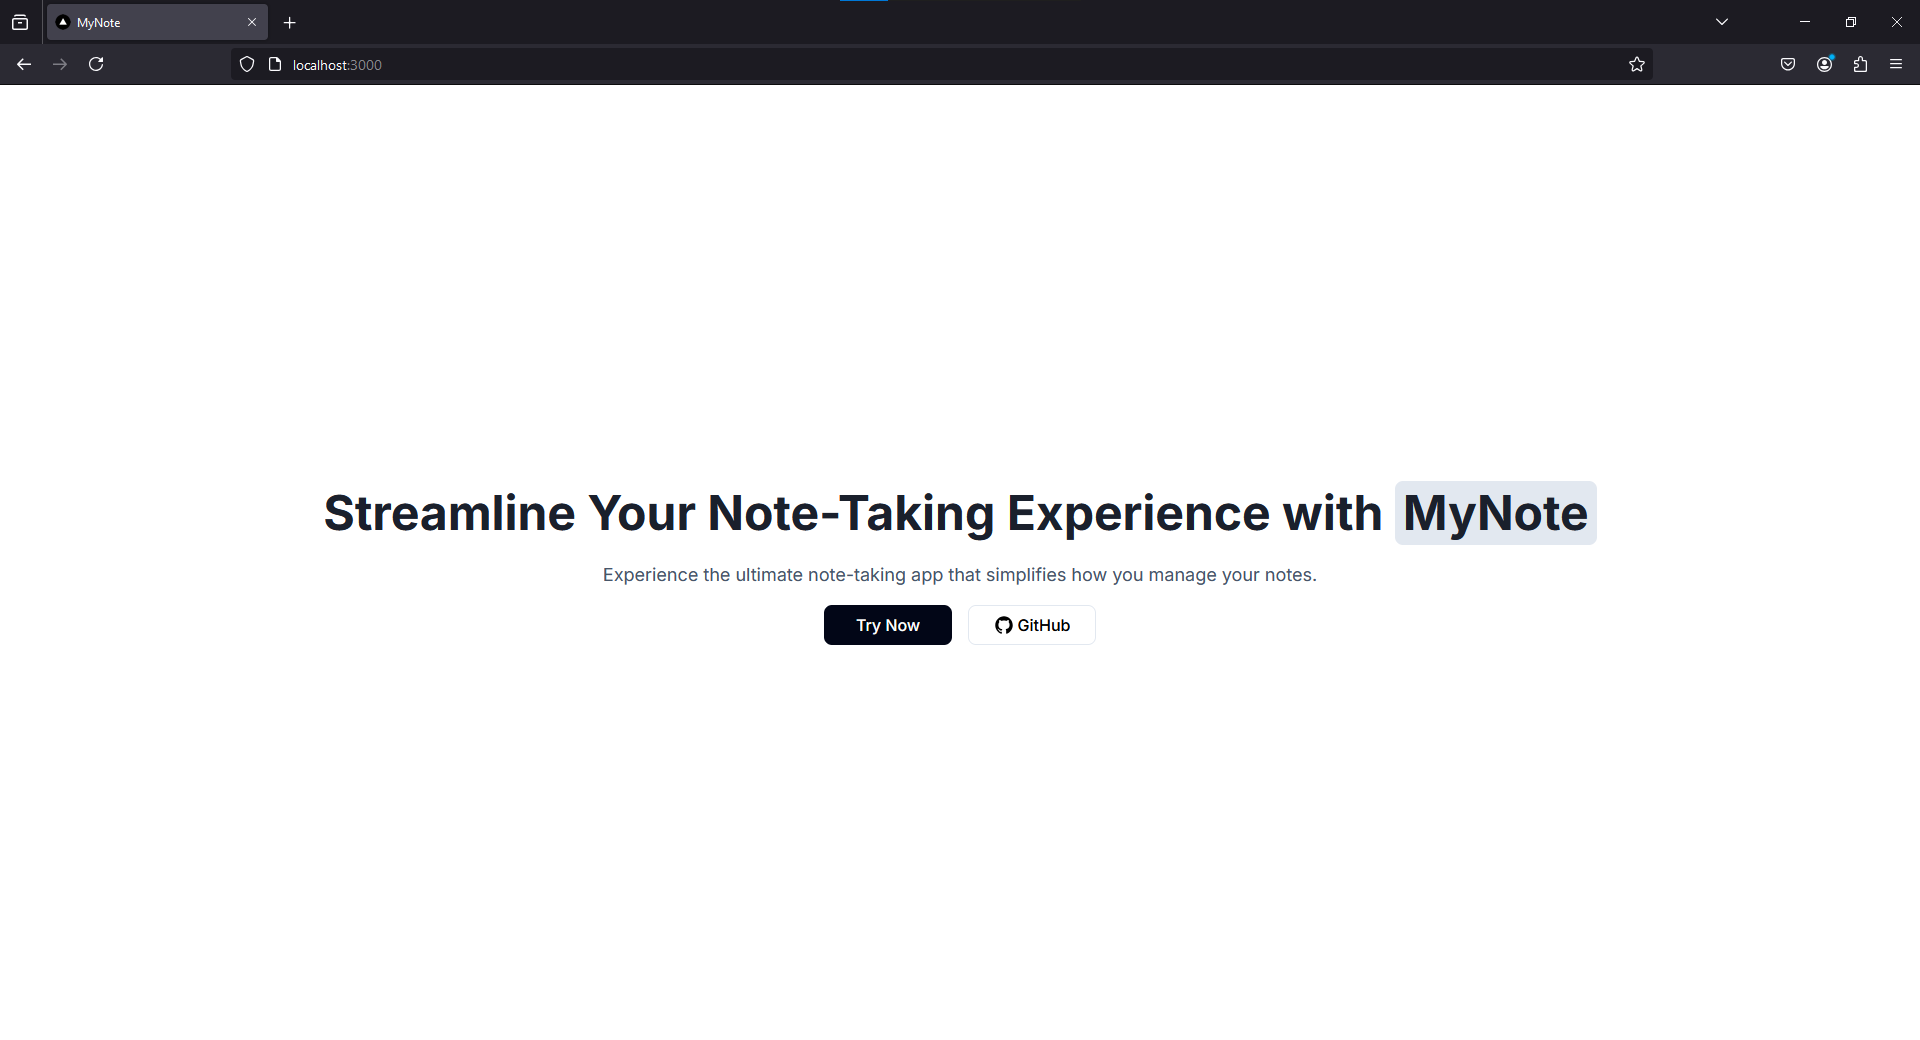 MyNote
localhost:3000
Streamline Your Note-Taking Experience with MyNote
Experience the ultimate note-taking app that simplifies how you manage your notes.
Try Now
GitHub